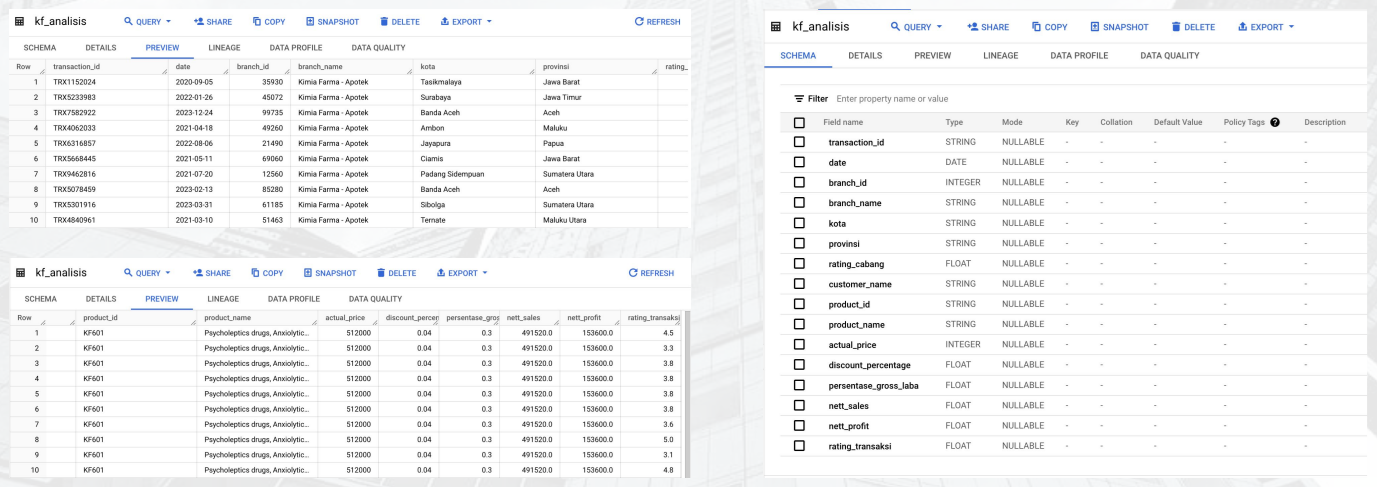 kf_analisis QUERY SHARE COPY SNAPSHOT DELETE EXPORT REFRESH
SCHEMA DETAILS PREVIEW LINEAGE DATA PROFILE DATA QUALITY
Row transaction_id date branch_id branch_name kota provinsi rating_
1 TRX1152024 2020-09-05 35930 Kimia Farma - Apotek Tasikmalaya Jawa Barat
2 TRX5233983 2022-01-26 45072 Kimia Farma - Apotek Surabaya Jawa Timur
3 TRX7582922 2023-12-24 99735 Kimia Farma - Apotek Banda Aceh Aceh
4 TRX4062033 2021-04-18 49260 Kimia Farma - Apotek Ambon Maluku
5 TRX6316857 2022-08-06 21490 Kimia Farma - Apotek Jayapura Papua
6 TRX5668445 2021-05-11 69060 Kimia Farma - Apotek Ciamis Jawa Barat
7 TRX9462816 2021-07-20 12560 Kimia Farma - Apotek Padang Sidempuan Sumatera Utara
8 TRX5078459 2023-02-13 85280 Kimia Farma - Apotek Banda Aceh Aceh
9 TRX5301916 2023-03-31 61185 Kimia Farma - Apotek Sibolga Sumatera Utara
10 TRX4840961 2021-03-10 51463 Kimia Farma - Apotek Ternate Maluku Utara
kf_analisis QUERY SHARE COPY SNAPSHOT DELETE EXPORT REFRESH
SCHEMA DETAILS PREVIEW LINEAGE DATA PROFILE DATA QUALITY
Row product_id product_name actual_price discount_percen persentase_gros nett_sales nett_profit rating_transaksi
1 KF601 Psycholeptics drugs, Anxiolytic... 512000 0.04 0.3 491520.0 153600.0 4.5
2 KF601 Psycholeptics drugs, Anxiolytic... 512000 0.04 0.3 491520.0 153600.0 3.3
3 KF601 Psycholeptics drugs, Anxiolytic... 512000 0.04 0.3 491520.0 153600.0 3.8
4 KF601 Psycholeptics drugs, Anxiolytic... 512000 0.04 0.3 491520.0 153600.0 3.8
5 KF601 Psycholeptics drugs, Anxiolytic... 512000 0.04 0.3 491520.0 153600.0 3.8
6 KF601 Psycholeptics drugs, Anxiolytic... 512000 0.04 0.3 491520.0 153600.0 3.8
7 KF601 Psycholeptics drugs, Anxiolytic... 512000 0.04 0.3 491520.0 153600.0 3.6
8 KF601 Psycholeptics drugs, Anxiolytic... 512000 0.04 0.3 491520.0 153600.0 5.0
9 KF601 Psycholeptics drugs, Anxiolytic... 512000 0.04 0.3 491520.0 153600.0 3.1
10 KF601 Psycholeptics drugs, Anxiolytic... 512000 0.04 0.3 491520.0 153600.0 4.8
kf_analisis QUERY SHARE COPY SNAPSHOT DELETE EXPORT
SCHEMA DETAILS PREVIEW LINEAGE DATA PROFILE DATA QUALITY
Filter Enter property name or value
Field name Type Mode Key Collation Default Value Policy Tags ? Description
transaction_id STRING NULLABLE - - - - -
date DATE NULLABLE - - - - -
branch_id INTEGER NULLABLE - - - - -
branch_name STRING NULLABLE - - - - -
kota STRING NULLABLE - - - - -
provinsi STRING NULLABLE - - - - -
rating_cabang FLOAT NULLABLE - - - - -
customer_name STRING NULLABLE - - - - -
product_id STRING NULLABLE - - - - -
product_name STRING NULLABLE - - - - -
actual_price INTEGER NULLABLE - - - - -
discount_percentage FLOAT NULLABLE - - - - -
persentase_gross_laba FLOAT NULLABLE - - - - -
nett_sales FLOAT NULLABLE - - - - -
nett_profit FLOAT NULLABLE - - - - -
rating_transaksi FLOAT NULLABLE - - - - -